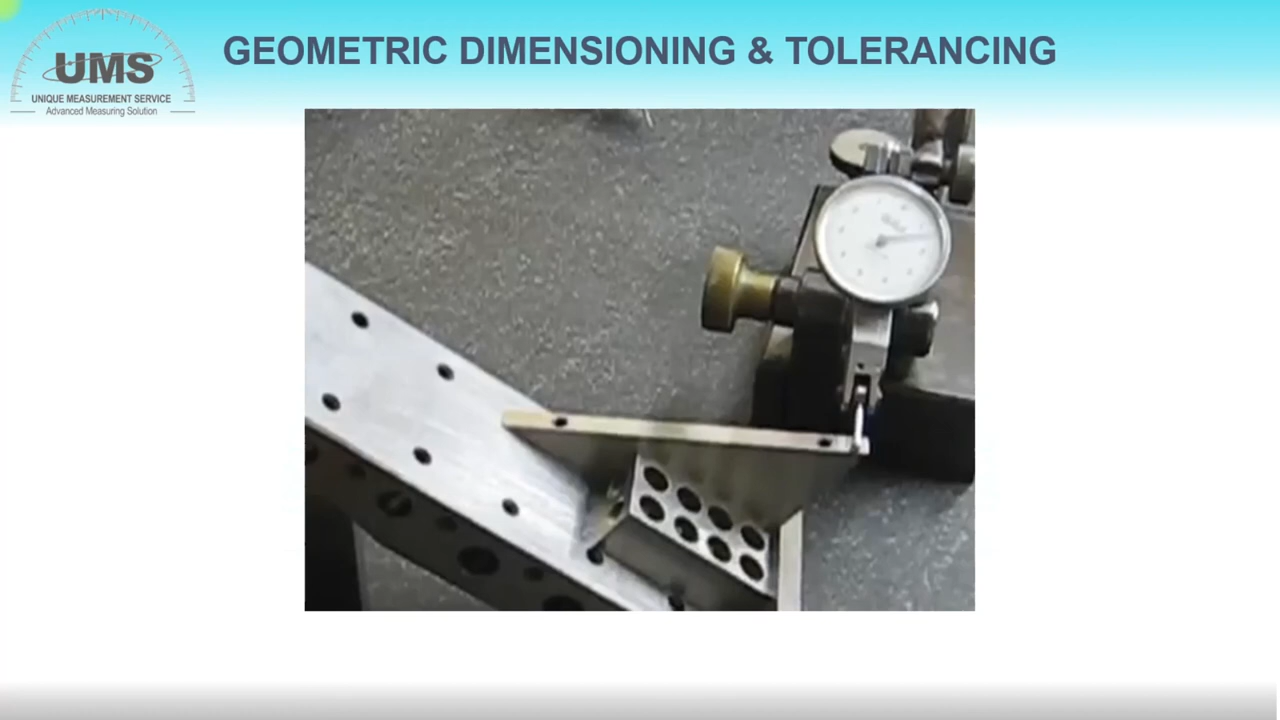 GEOMETRIC DIMENSIONING & TOLERANCING
UMS
UNIQUE MEASUREMENT SERVICE
Advanced Measuring Solution